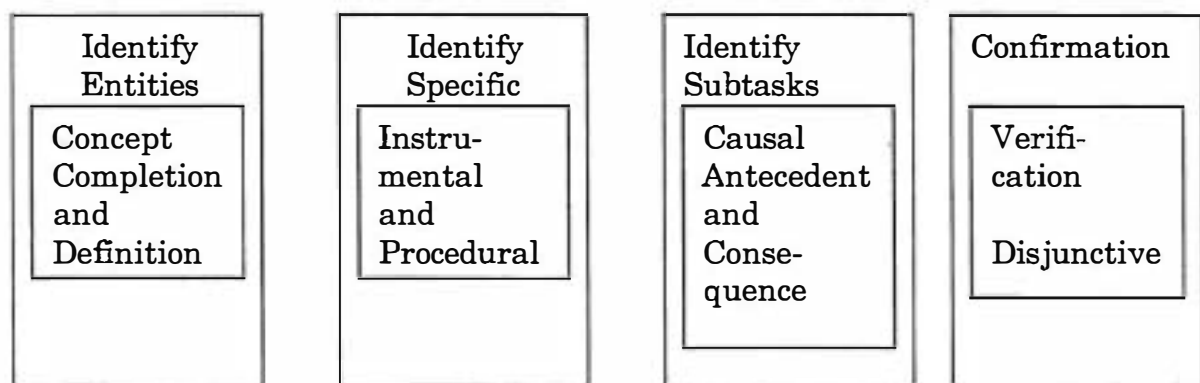 Identify
Entities
Concept
Completion
and
Definition
Identify
Specific
Instru-
mental
and
Procedural
Identify
Subtasks
Causal
Antecedent
and
Conse-
quence
Confirmation
Verifi-
cation
Disjunctive